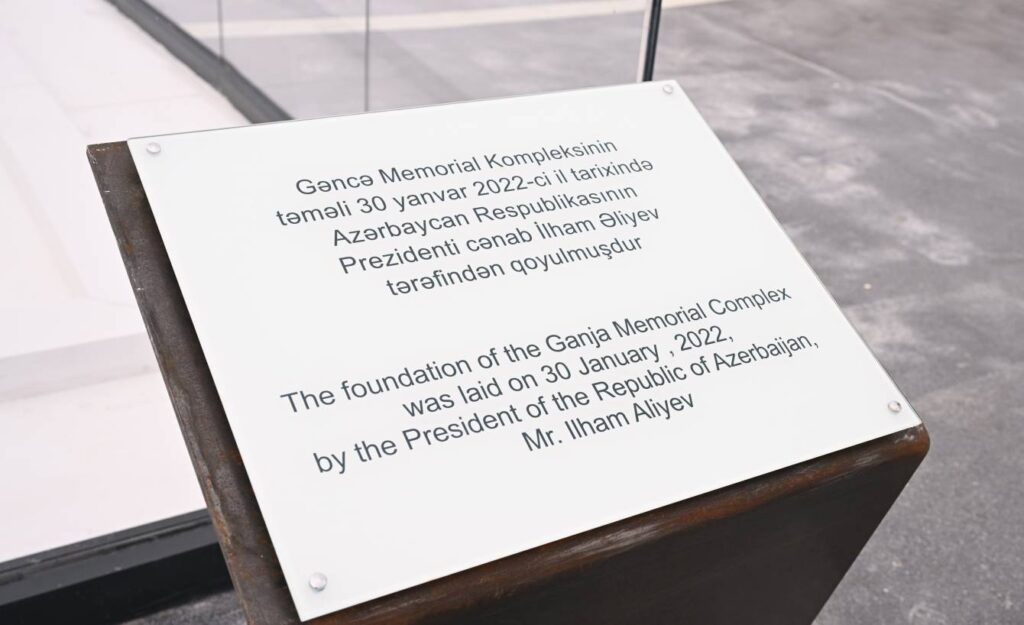 Gəncə Memorial Kompleksinin
təməli 30 yanvar 2022-ci il tarixində
Azərbaycan Respublikasının
Prezidenti cənab İlham Əliyev
tərəfindən qoyulmuşdur
The foundation of the Ganja Memorial Complex
was laid on 30 January , 2022,
by the President of the Republic of Azerbaijan,
Mr. Ilham Aliyev